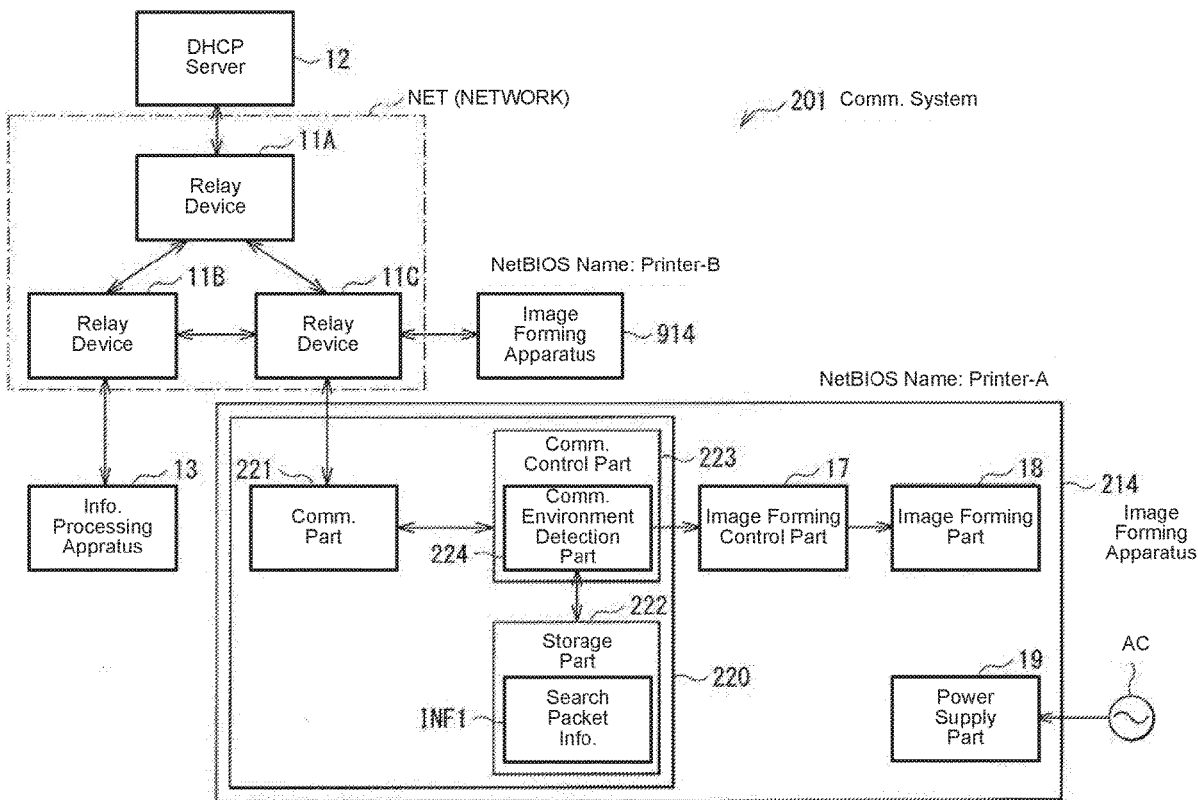 DHCP
Server
12
NET (NETWORK)
201 Comm. System
11A
Relay
Device
11B
Relay
Device
11C
Relay
Device
NetBIOS Name: Printer-B
Image
Forming
Apparatus
914
NetBIOS Name: Printer-A
13
Info.
Processing
Appratus
221
Comm.
Part
Comm.
Control Part
223
Comm.
Environment
Detection
Part
224
17
Image Forming
Control Part
18
Image Forming
Part
214
Image
Forming
Apparatus
222
Storage
Part
220
INF1
Search
Packet
Info.
19
Power
Supply
Part
AC